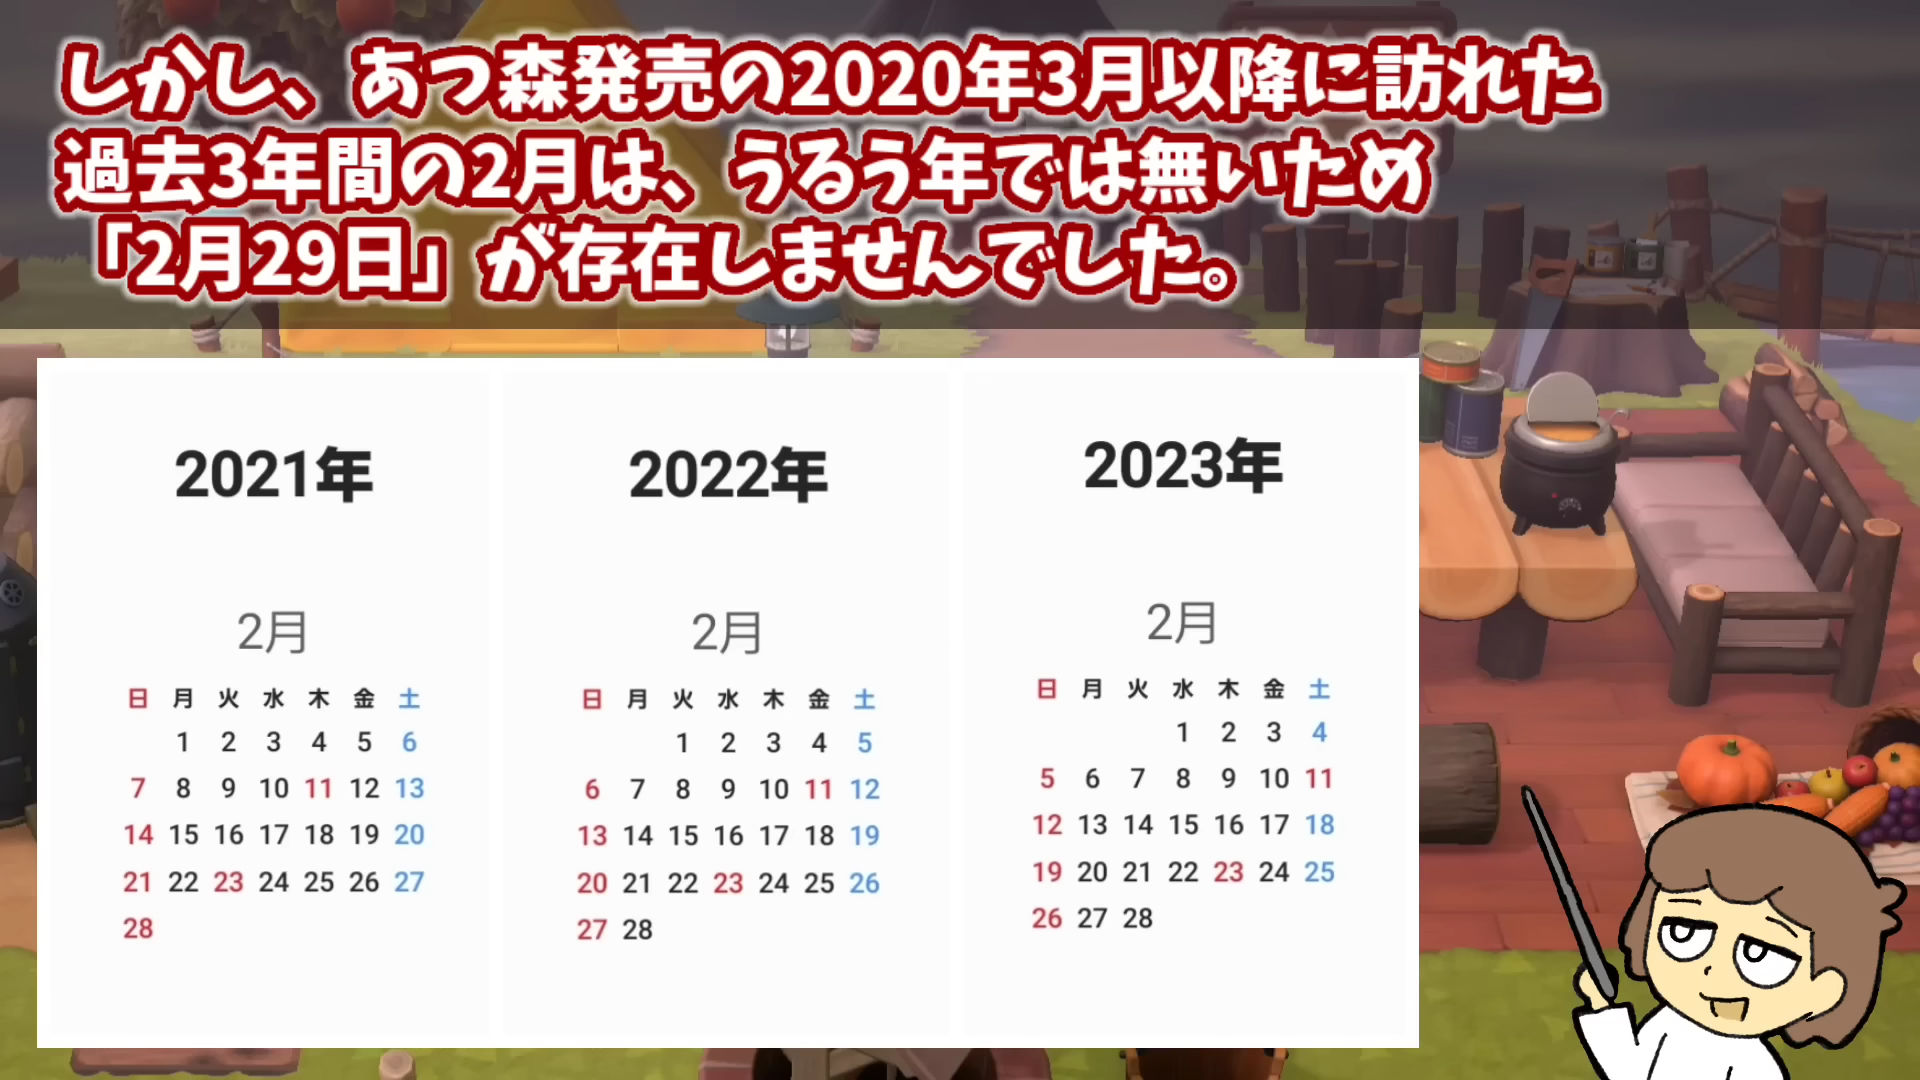 しかし、あつ森発売の2020年3月以降に訪れた
過去3年間の2月は、うるう年では無いため
「2月29日」が存在しませんでした。
2021年
2月
日 月 火 水 木 金 土
1 2 3 4 5 6
7 8 9 10 11 12 13
14 15 16 17 18 19 20
21 22 23 24 25 26 27
28
2022年
2月
日 月 火 水 木 金 土
1 2 3 4 5
6 7 8 9 10 11 12
13 14 15 16 17 18 19
20 21 22 23 24 25 26
27 28
2023年
2月
日 月 火 水 木 金 土
1 2 3 4
5 6 7 8 9 10 11
12 13 14 15 16 17 18
19 20 21 22 23 24 25
26 27 28